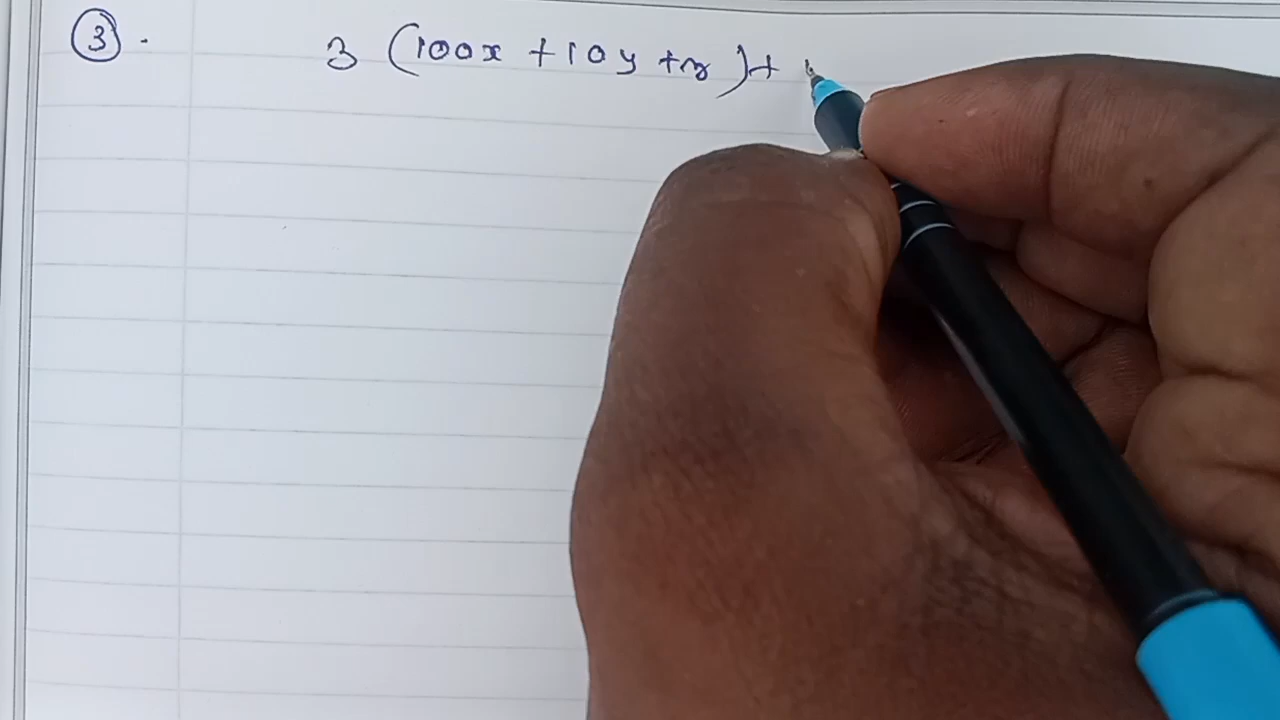 ③. 3 (100x + 10y + z) +